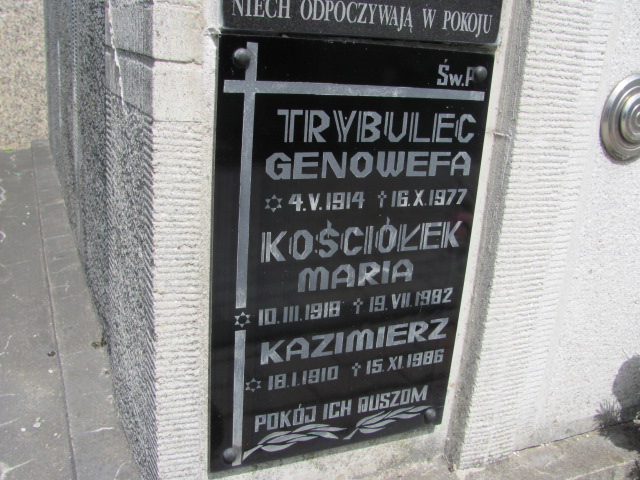 NIECH ODPOCZYWAJĄ W POKOJU
Św.P
TRYBULEC
GENOWEFA
✡ 4.V.1914 † 16.X.1977
KOŚCIÓŁEK
MARIA
✡ 10.III.1918 † 19.VII.1982
KAZIMIERZ
✡ 18.I.1910 † 15.XI.1986
POKÓJ ICH DUSZOM